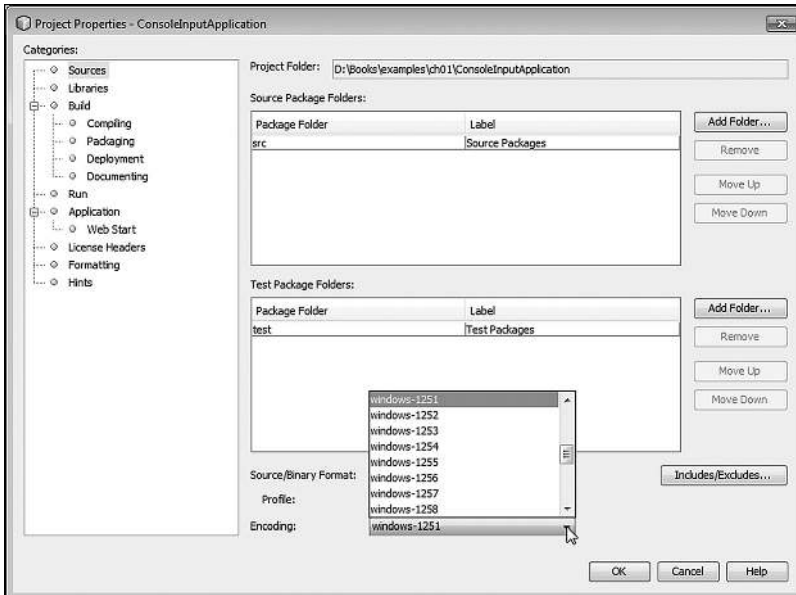 Project Properties - ConsoleInputApplication
Categories:
Sources
Libraries
Build
Compiling
Packaging
Deployment
Documenting
Run
Application
Web Start
License Headers
Formatting
Hints
Project Folder: D:\Books\examples\ch01\ConsoleInputApplication
Source Package Folders:
Package Folder Label
src Source Packages
Add Folder...
Remove
Move Up
Move Down
Test Package Folders:
Package Folder Label
test Test Packages
Add Folder...
Remove
Move Up
Move Down
windows-1251
windows-1252
windows-1253
windows-1254
windows-1255
windows-1256
windows-1257
windows-1258
Source/Binary Format:
Includes/Excludes...
Profile:
Encoding: windows-1251
OK Cancel Help